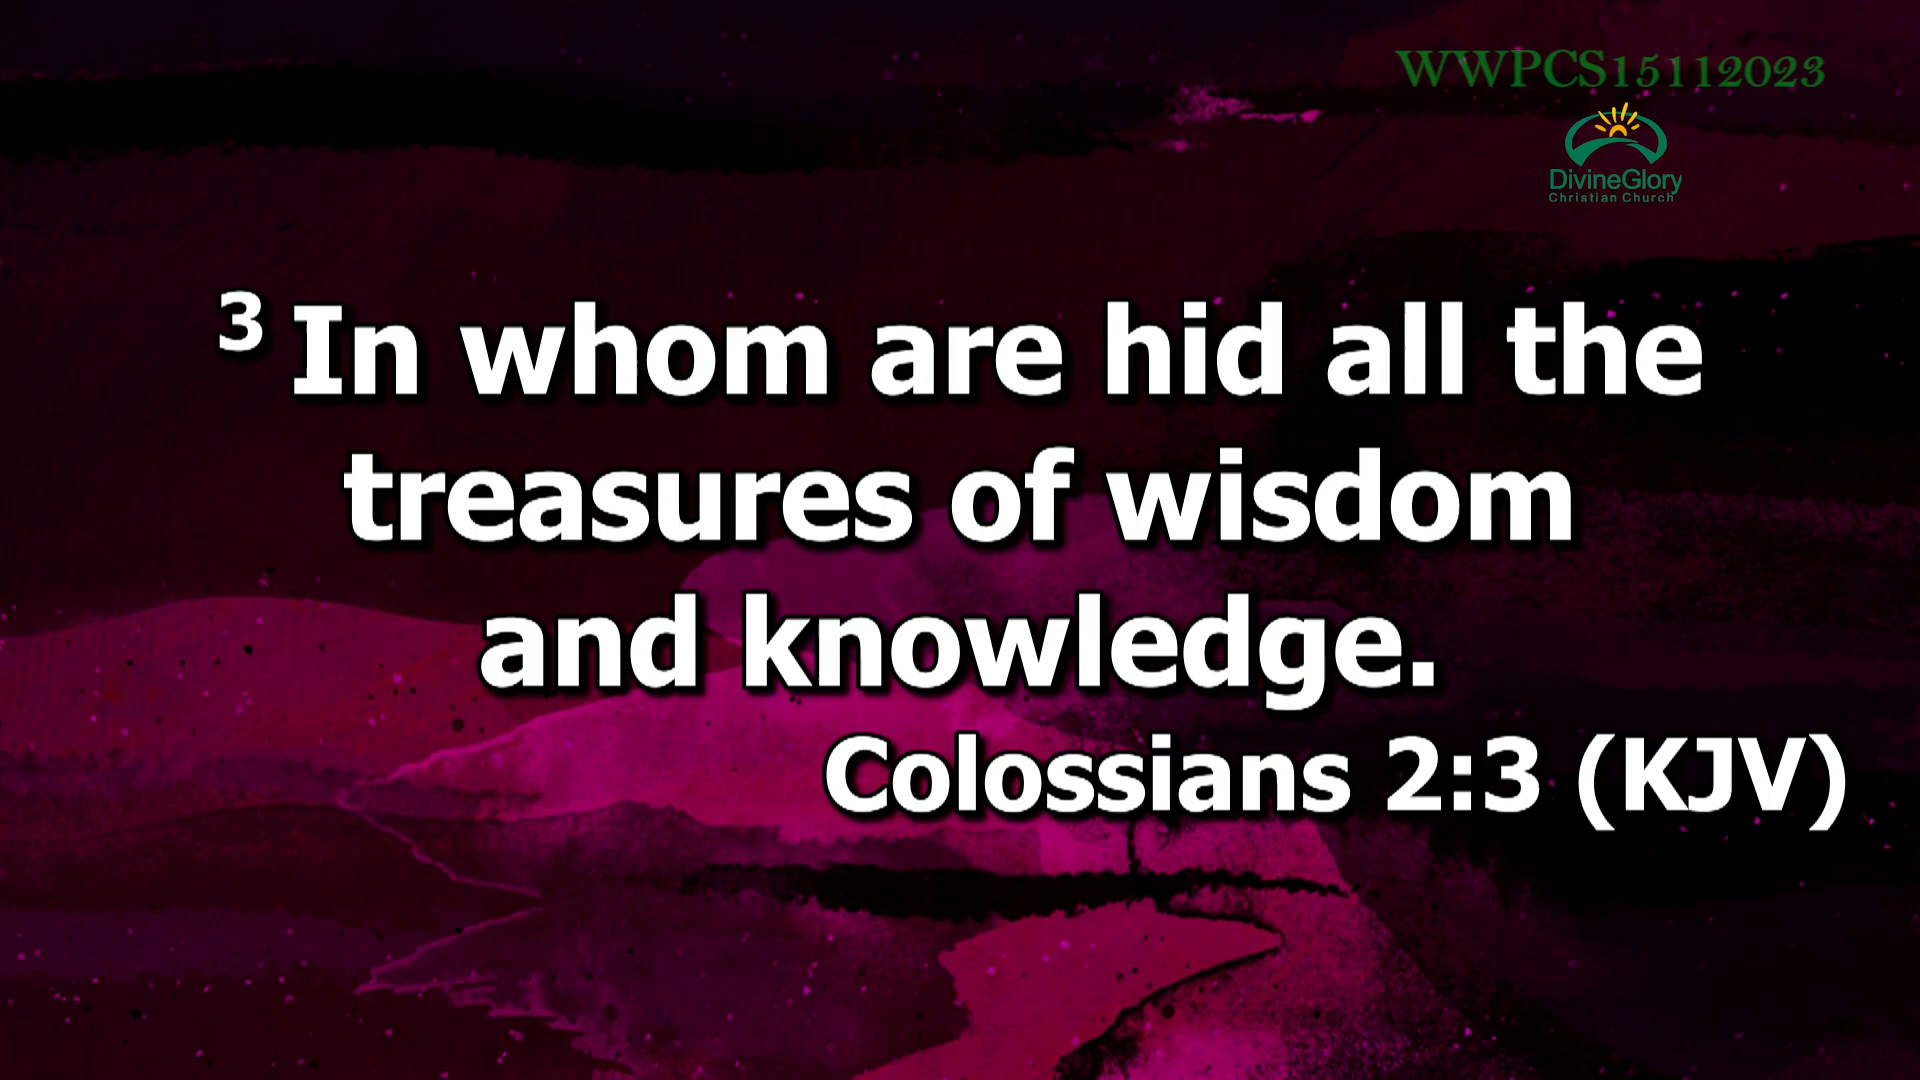 WWPCS15112023
DivineGlory
Christian Church
3 In whom are hid all the
treasures of wisdom
and knowledge.
Colossians 2:3 (KJV)